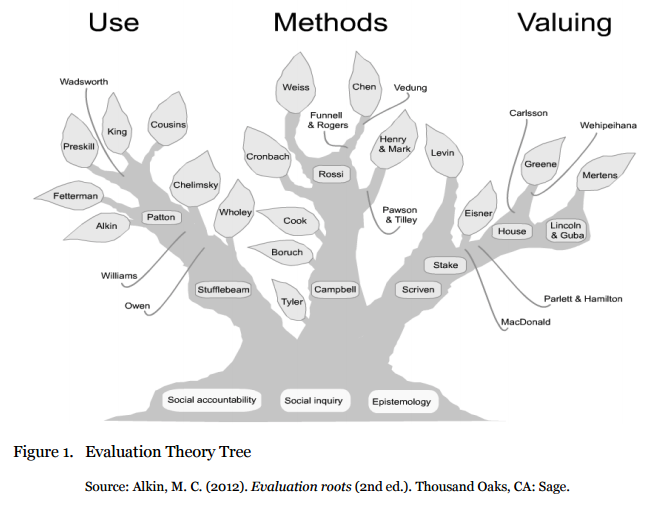 Use
Methods
Valuing
Wadsworth
King
Cousins
Preskill
Fetterman
Alkin
Patton
Chelimsky
Wholey
Williams
Owen
Stufflebeam
Weiss
Chen
Vedung
Funnell
& Rogers
Henry
& Mark
Cronbach
Rossi
Cook
Pawson
& Tilley
Boruch
Tyler
Campbell
Levin
Carlsson
Wehipeihana
Greene
Mertens
Eisner
House
Lincoln
& Guba
Stake
Scriven
Parlett & Hamilton
MacDonald
Social accountability
Social inquiry
Epistemology
Figure 1. Evaluation Theory Tree
Source: Alkin, M. C. (2012). Evaluation roots (2nd ed.). Thousand Oaks, CA: Sage.